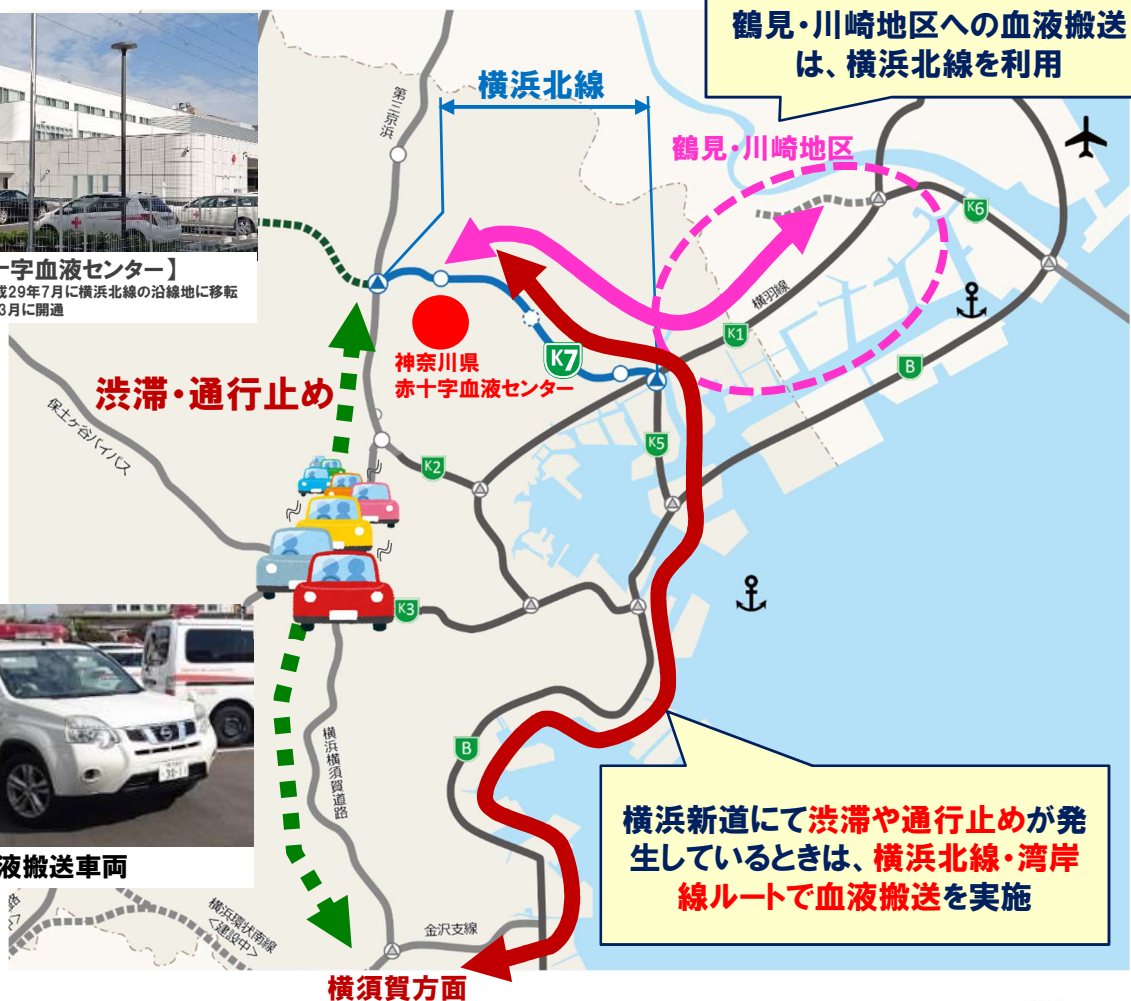 鶴見・川崎地区への血液搬送
は、横浜北線を利用
横浜北線
第三京浜
鶴見・川崎地区
K6
十字血液センター】
成29年7月に横浜北線の沿線地に移転
3月に開通
横羽線
K1
B
K7
神奈川県
赤十字血液センター
渋滞・通行止め
保土ヶ谷バイパス
K2
K5
K3
横浜横須賀道路
B
横浜新道にて渋滞や通行止めが発
生しているときは、横浜北線・湾岸
線ルートで血液搬送を実施
液搬送車両
横浜環状南線
<建設中>
金沢支線
横須賀方面